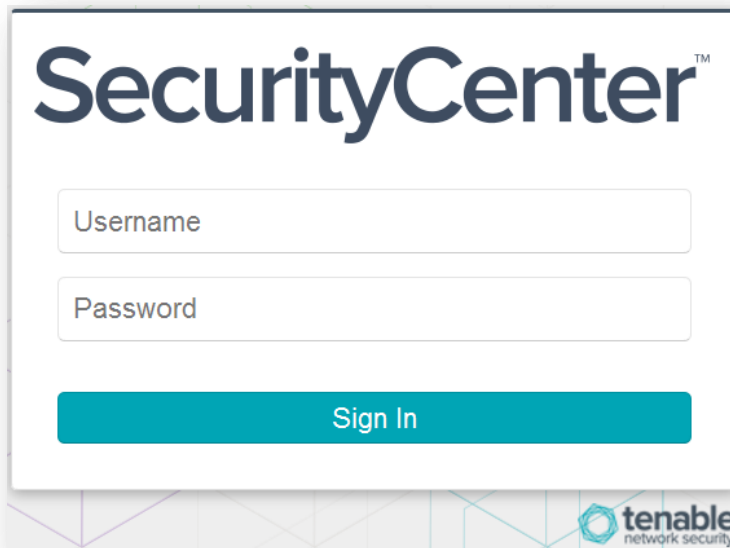 SecurityCenter™
Username
Password
Sign In
tenable
network security